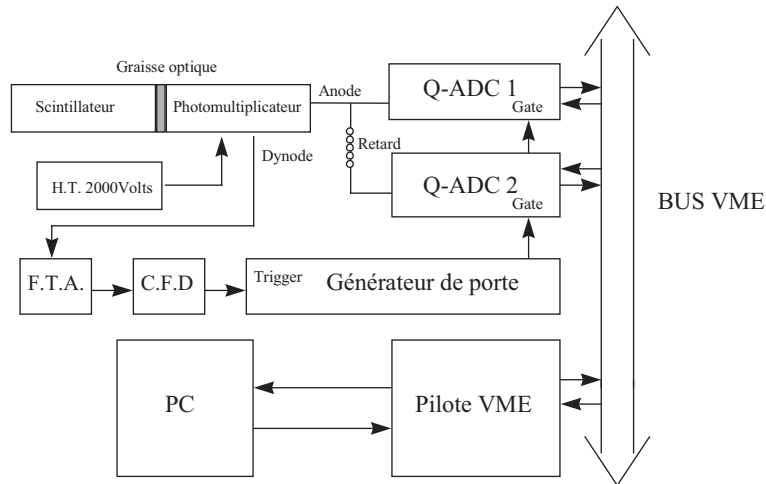 Graisse optique
Scintillateur
Photomultiplicateur
Anode
Q-ADC 1
Gate
Retard
Dynode
H.T. 2000Volts
Q-ADC 2
Gate
BUS VME
F.T.A.
C.F.D
Trigger
Générateur de porte
PC
Pilote VME